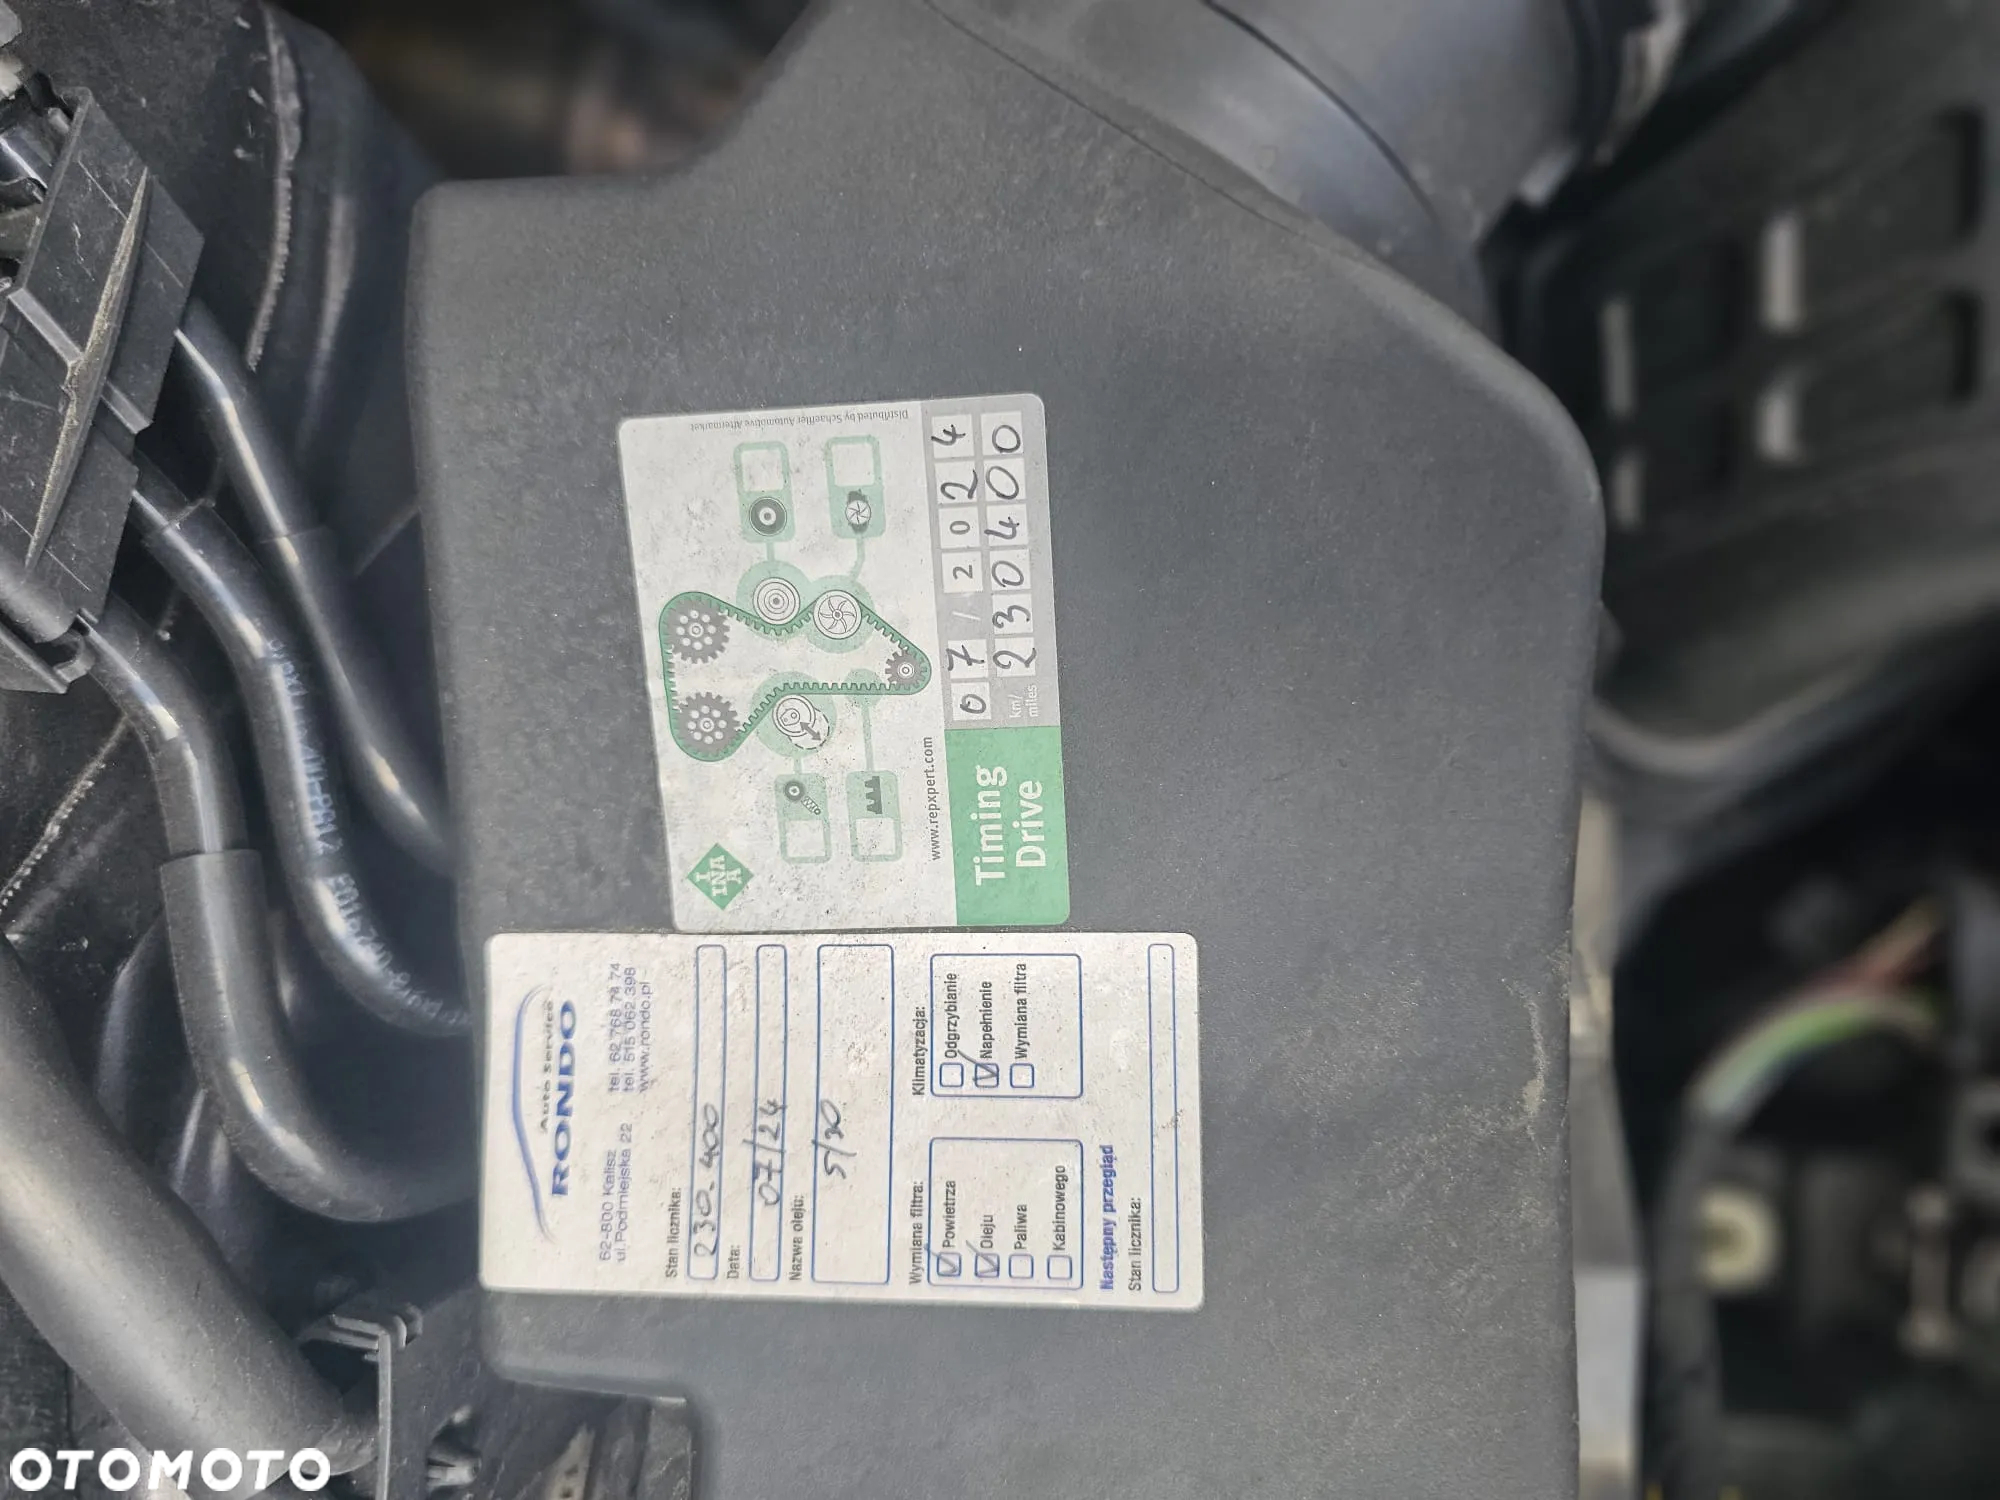 I
INA
A
www.repxpert.com
Distributed by Schaeffler Automotive Aftermarket
Timing
Drive
07 / 2024
km/
miles
230400
Auto Service
RONDO
62-800 Kalisz
ul.Podmiejska 22
tel. 62 768 74 74
tel. 515 062 398
www.rondo.pl
Stan licznika:
230.400
Data:
07/24
Nazwa oleju:
5/30
Wymiana filtra:
Powietrza
Oleju
Paliwa
Kabinowego
Klimatyzacja:
Odgrzybianie
Napełnienie
Wymiana filtra
Następny przegląd
Stan licznika:
OTOMOTO